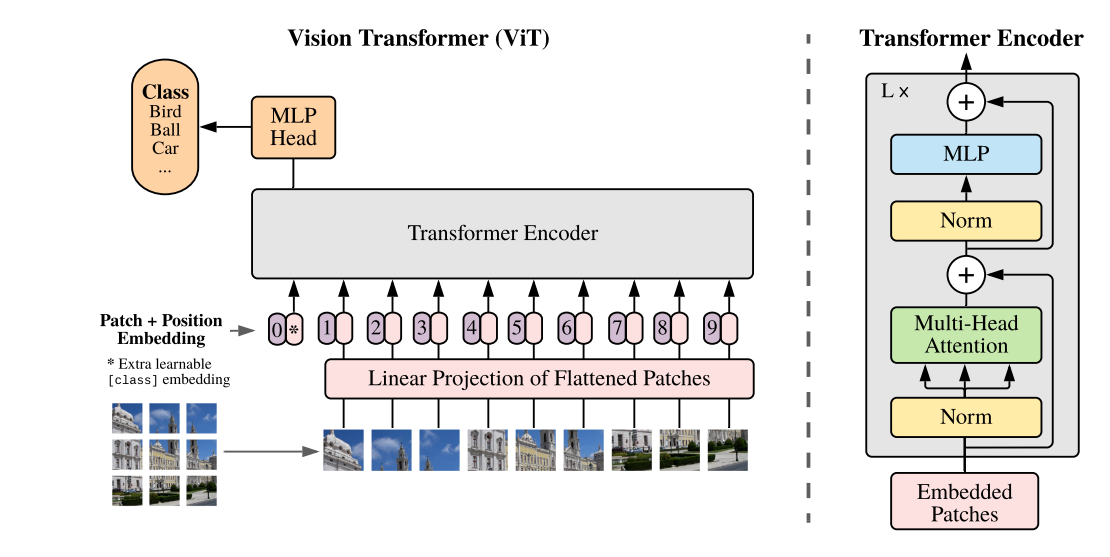 Vision Transformer (ViT)
Class
Bird
Ball
Car
...
MLP
Head
Transformer Encoder
Patch + Position
Embedding
* Extra learnable
[class] embedding
0 * 1 2 3 4 5 6 7 8 9
Linear Projection of Flattened Patches
Transformer Encoder
L x
+
MLP
Norm
+
Multi-Head
Attention
Norm
Embedded
Patches